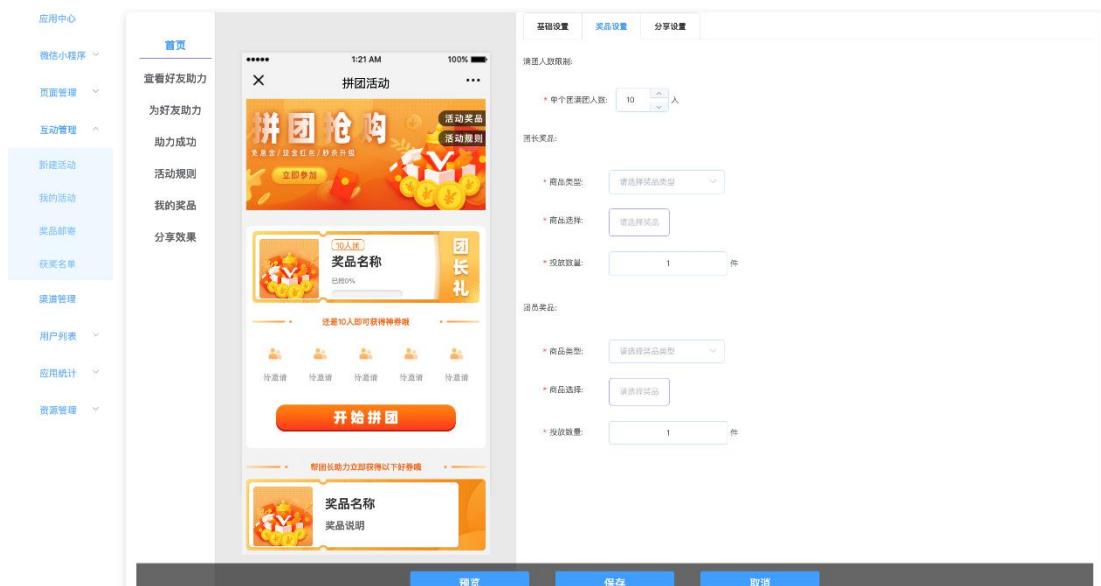 应用中心
微信小程序
页面管理
互动管理
新建活动
我的活动
奖品邮寄
获奖名单
渠道管理
用户列表
应用统计
资源管理
首页
查看好友助力
为好友助力
助力成功
活动规则
我的奖品
分享效果
1:21 AM
100%
拼团活动
拼团抢购
活动奖品
活动规则
免息金/现金红包/秒杀升级
立即参加
10人团
奖品名称
已抢0%
团长礼
还差10人即可获得神券哦
待邀请 待邀请 待邀请 待邀请 待邀请
开始拼团
帮团长助力立即获得以下好券哦
奖品名称
奖品说明
基础设置 奖品设置 分享设置
满团人数限制:
* 单个团满团人数: 10 人
团长奖品:
* 商品类型: 请选择奖品类型
* 商品选择: 请选择奖品
* 投放数量: 1 件
团员奖品:
* 商品类型: 请选择奖品类型
* 商品选择: 请选择奖品
* 投放数量: 1 件
预览 保存 取消